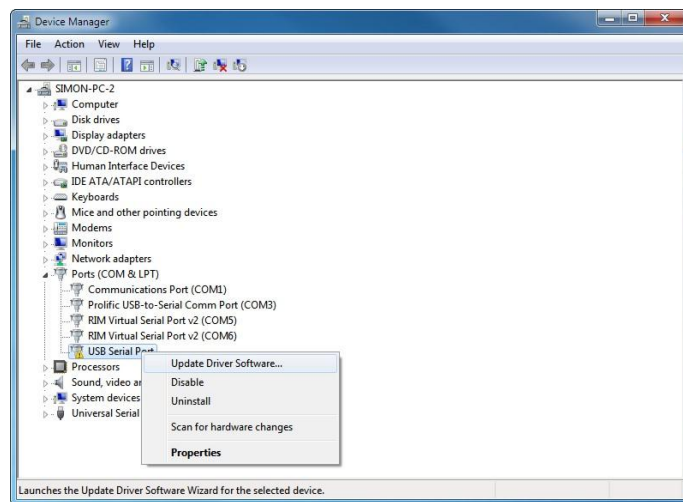 Device Manager
File Action View Help
SIMON-PC-2
Computer
Disk drives
Display adapters
DVD/CD-ROM drives
Human Interface Devices
IDE ATA/ATAPI controllers
Keyboards
Mice and other pointing devices
Modems
Monitors
Network adapters
Ports (COM & LPT)
Communications Port (COM1)
Prolific USB-to-Serial Comm Port (COM3)
RIM Virtual Serial Port v2 (COM5)
RIM Virtual Serial Port v2 (COM6)
USB Serial Port
Update Driver Software...
Processors
Sound, video
Disable
System devices
Uninstall
Universal Serial
Scan for hardware changes
Properties
Launches the Update Driver Software Wizard for the selected device.